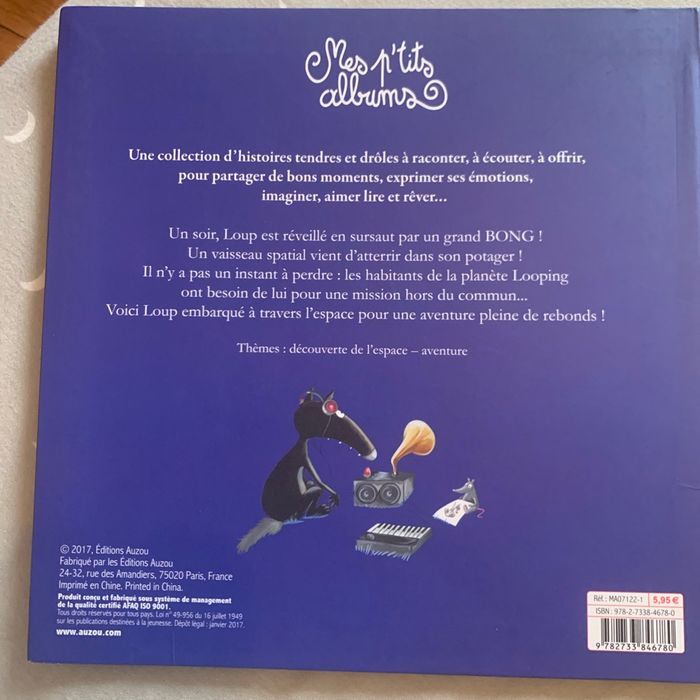 Mes p'tits
albums
Une collection d'histoires tendres et drôles à raconter, à écouter, à offrir,
pour partager de bons moments, exprimer ses émotions,
imaginer, aimer lire et rêver...
Un soir, Loup est réveillé en sursaut par un grand BONG !
Un vaisseau spatial vient d'atterrir dans son potager !
Il n'y a pas un instant à perdre : les habitants de la planète Looping
ont besoin de lui pour une mission hors du commun...
Voici Loup embarqué à travers l'espace pour une aventure pleine de rebonds !
Thèmes : découverte de l'espace – aventure
© 2017, Éditions Auzou
Fabriqué par les Éditions Auzou
24-32, rue des Amandiers, 75020 Paris, France
Imprimé en Chine. Printed in China.
Produit conçu et fabriqué sous système de management
de la qualité certifié AFAQ ISO 9001.
Tous droits réservés pour tous pays. Loi n° 49-956 du 16 juillet 1949
sur les publications destinées à la jeunesse. Dépôt légal : janvier 2017.
www.auzou.com
Réf : MA07122-1 5,95 €
ISBN : 978-2-7338-4678-0
9 782733 846780